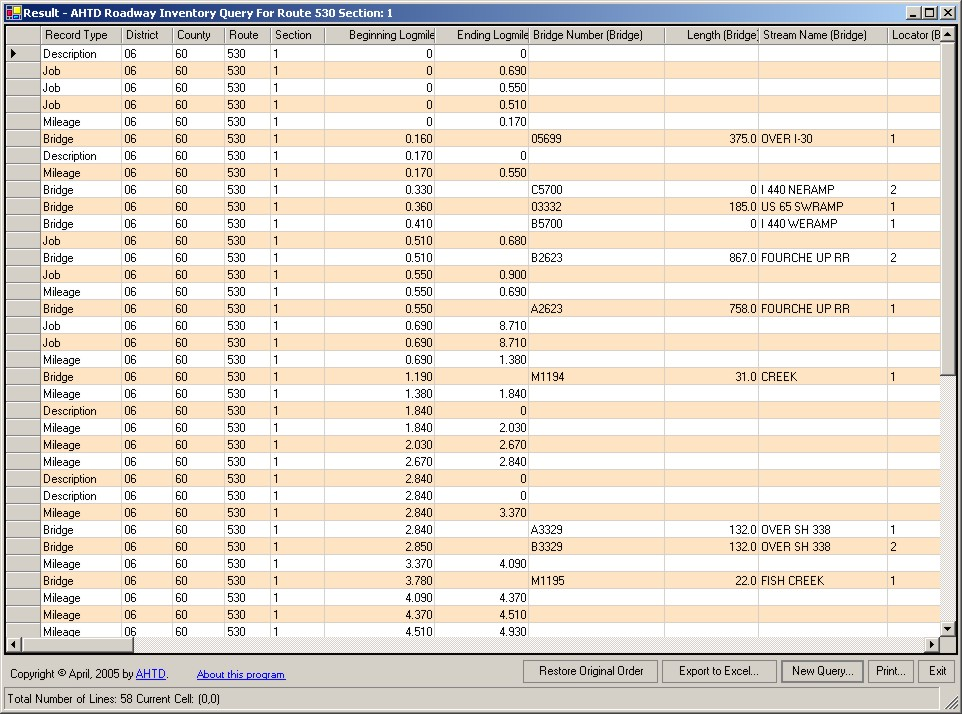 Result - AHTD Roadway Inventory Query For Route 530 Section: 1
Record Type District County Route Section Beginning Logmile Ending Logmile Bridge Number (Bridge) Length (Bridge) Stream Name (Bridge) Locator (B
Description 06 60 530 1 0 0
Job 06 60 530 1 0 0.690
Job 06 60 530 1 0 0.550
Job 06 60 530 1 0 0.510
Mileage 06 60 530 1 0 0.170
Bridge 06 60 530 1 0.160 05699 375.0 OVER I-30 1
Description 06 60 530 1 0.170 0
Mileage 06 60 530 1 0.170 0.550
Bridge 06 60 530 1 0.330 C5700 0 I 440 NERAMP 2
Bridge 06 60 530 1 0.360 03332 185.0 US 65 SWRAMP 1
Bridge 06 60 530 1 0.410 B5700 0 I 440 WERAMP 1
Job 06 60 530 1 0.510 0.680
Bridge 06 60 530 1 0.510 B2623 867.0 FOURCHE UP RR 2
Job 06 60 530 1 0.550 0.900
Mileage 06 60 530 1 0.550 0.690
Bridge 06 60 530 1 0.550 A2623 758.0 FOURCHE UP RR 1
Job 06 60 530 1 0.690 8.710
Job 06 60 530 1 0.690 8.710
Mileage 06 60 530 1 0.690 1.380
Bridge 06 60 530 1 1.190 M1194 31.0 CREEK 1
Mileage 06 60 530 1 1.380 1.840
Description 06 60 530 1 1.840 0
Mileage 06 60 530 1 1.840 2.030
Mileage 06 60 530 1 2.030 2.670
Mileage 06 60 530 1 2.670 2.840
Description 06 60 530 1 2.840 0
Description 06 60 530 1 2.840 0
Mileage 06 60 530 1 2.840 3.370
Bridge 06 60 530 1 2.840 A3329 132.0 OVER SH 338 1
Bridge 06 60 530 1 2.850 B3329 132.0 OVER SH 338 2
Mileage 06 60 530 1 3.370 4.090
Bridge 06 60 530 1 3.780 M1195 22.0 FISH CREEK 1
Mileage 06 60 530 1 4.090 4.370
Mileage 06 60 530 1 4.370 4.510
Mileage 06 60 530 1 4.510 4.930
Copyright © April, 2005 by AHTD. About this program Restore Original Order Export to Excel... New Query... Print... Exit
Total Number of Lines: 58 Current Cell: (0,0)